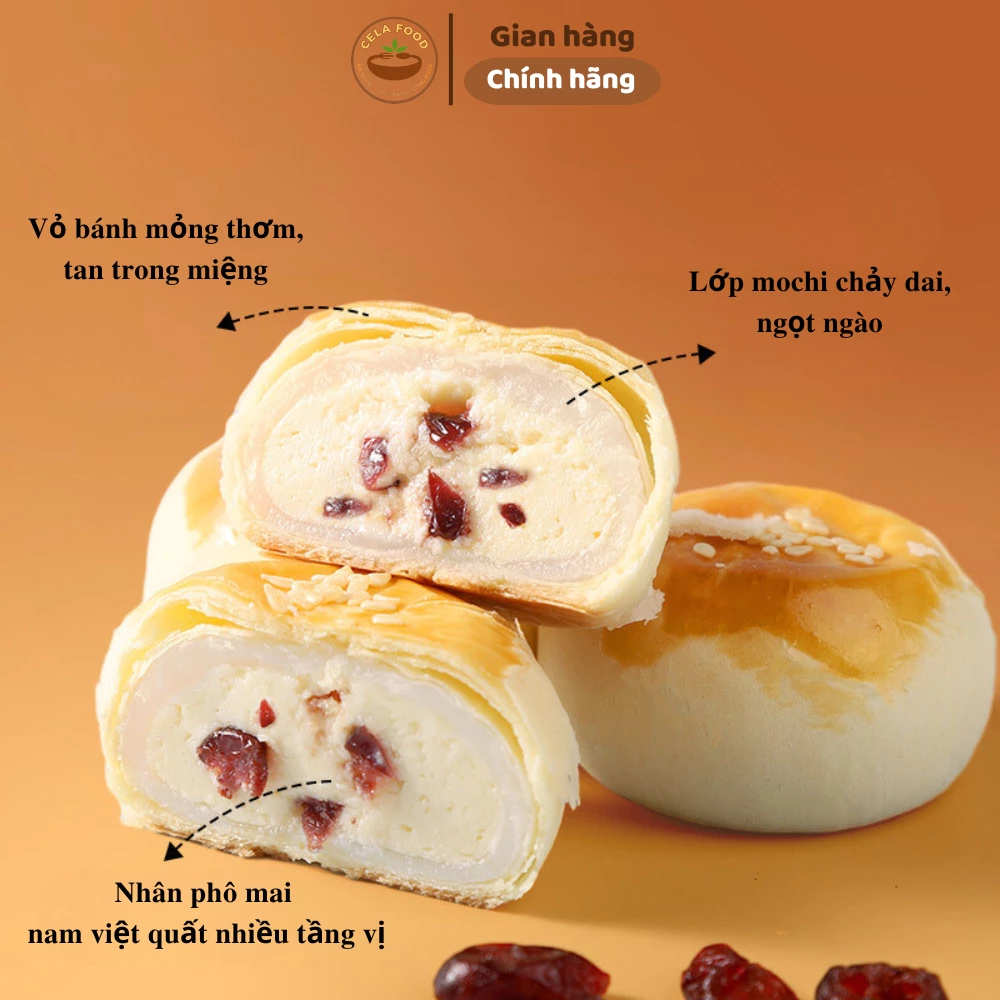 CELA FOOD
Gian hàng
Chính hãng
Vỏ bánh mỏng thơm,
tan trong miệng
Lớp mochi chảy dai,
ngọt ngào
Nhân phô mai
nam việt quất nhiều tầng vị